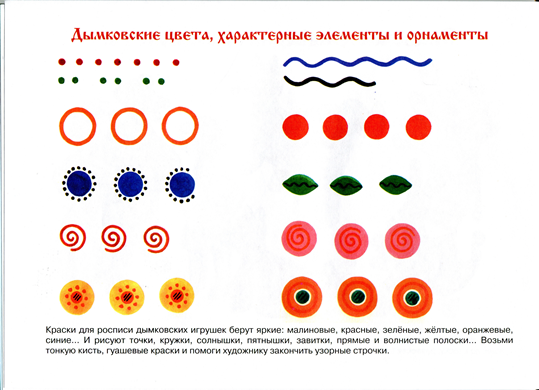 Дымковские цвета, характерные элементы и орнаменты
Краски для росписи дымковских игрушек берут яркие: малиновые, красные, зелёные, жёлтые, оранжевые,
синие... И рисуют точки, кружки, солнышки, пятнышки, завитки, прямые и волнистые полоски... Возьми
тонкую кисть, гуашевые краски и помоги художнику закончить узорные строчки.